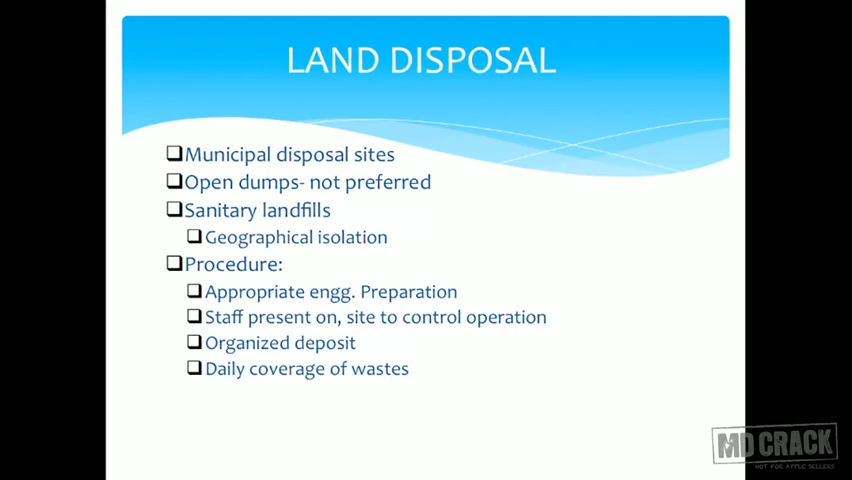 LAND DISPOSAL
Municipal disposal sites
Open dumps- not preferred
Sanitary landfills
Geographical isolation
Procedure:
Appropriate engg. Preparation
Staff present on, site to control operation
Organized deposit
Daily coverage of wastes
MD CRACK
NOT FOR APPLE SELLERS